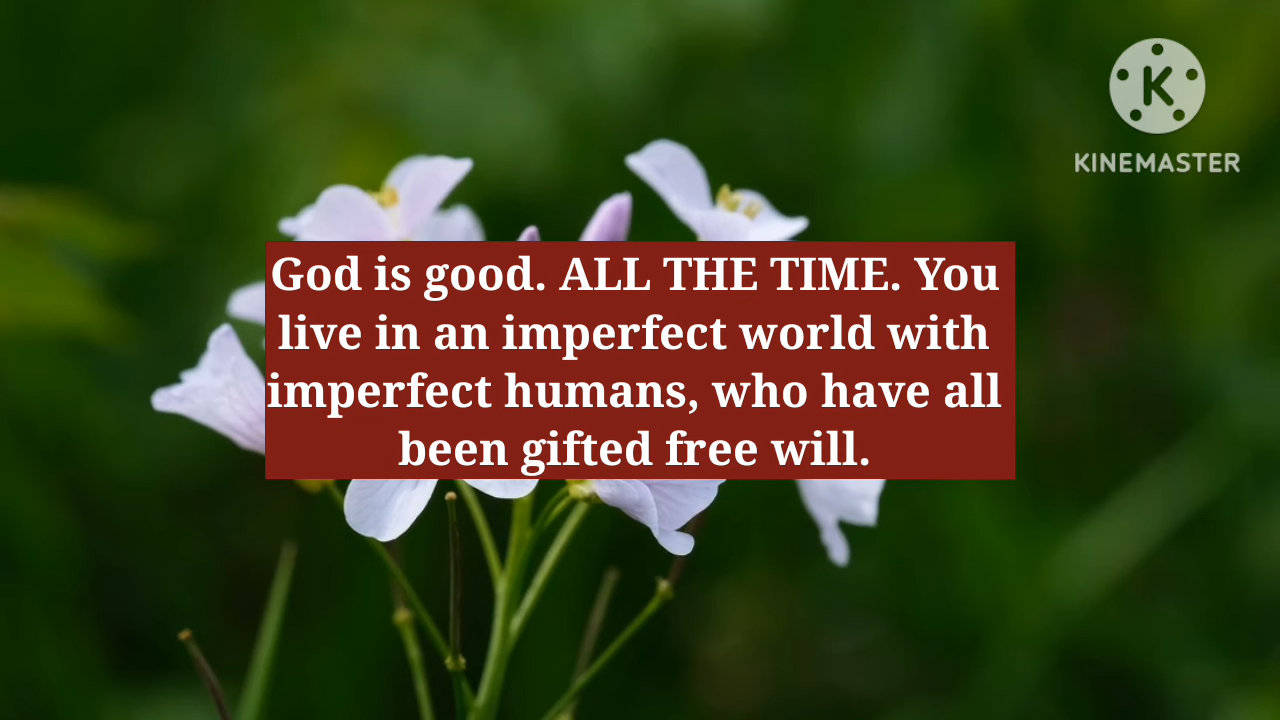 K
KINEMASTER
God is good. ALL THE TIME. You
live in an imperfect world with
imperfect humans, who have all
been gifted free will.